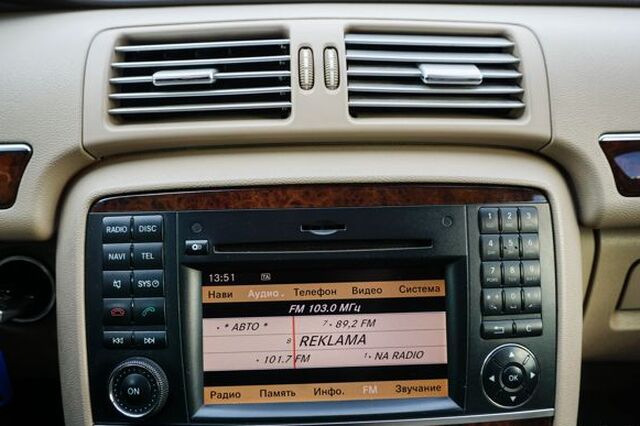 RADIO DISC
NAVI TEL
SYS
ON
13:51 TA
Нави Аудио Телефон Видео Система
FM 103.0 МГц
* АВТО * 7 * 89,2 FM
8 REKLAMA
* 101.7 FM 1 * NA RADIO
Радио Память Инфо. FM Звучание
1 2 3
4 5 6
7 8 9
* 0 #
C
OK